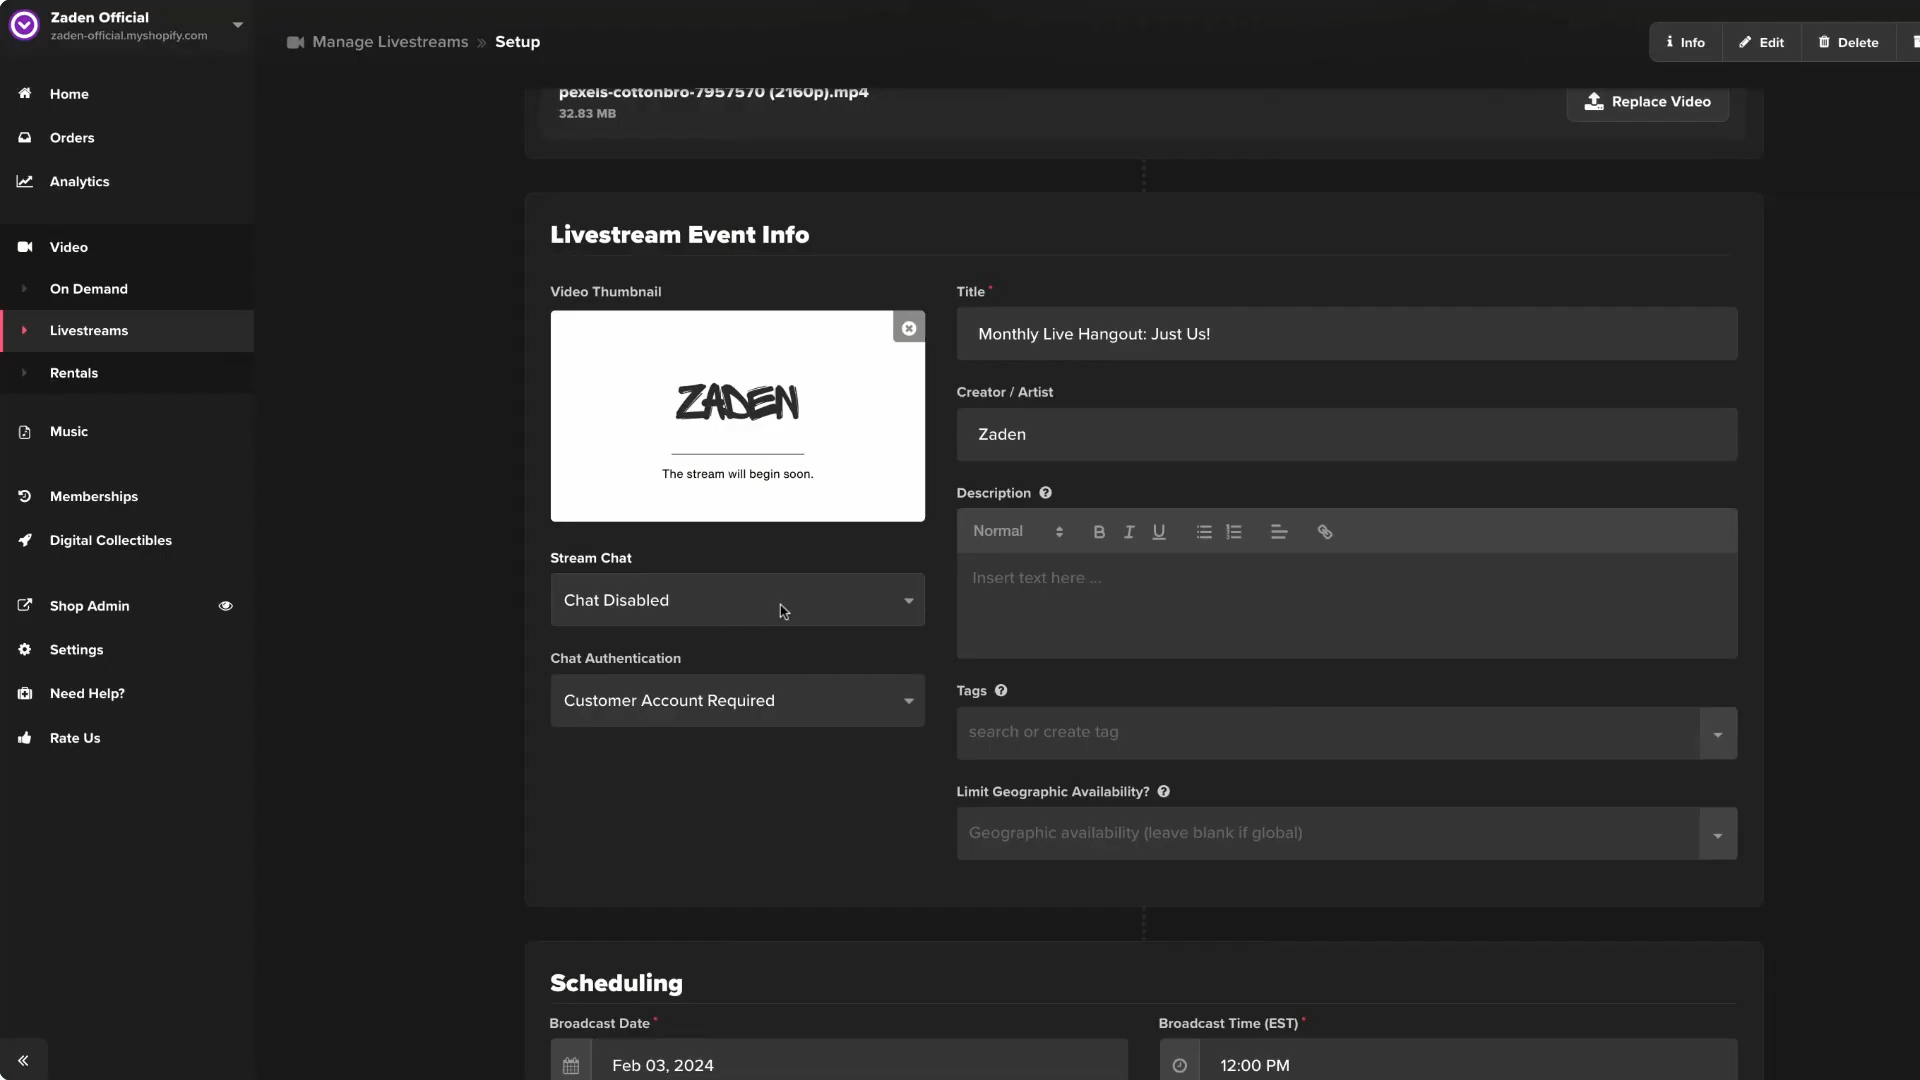 Zaden Official
zaden-official.myshopify.com
Manage Livestreams » Setup
Info
Edit
Delete
Home
Orders
Analytics
Video
On Demand
Livestreams
Rentals
Music
Memberships
Digital Collectibles
Shop Admin
Settings
Need Help?
Rate Us
pexels-cottonbro-7957570 (2160p).mp4
32.83 MB
Replace Video
Livestream Event Info
Video Thumbnail
ZADEN
The stream will begin soon.
Stream Chat
Chat Disabled
Chat Authentication
Customer Account Required
Title *
Monthly Live Hangout: Just Us!
Creator / Artist
Zaden
Description
Normal
B I U
Insert text here ...
Tags
search or create tag
Limit Geographic Availability?
Geographic availability (leave blank if global)
Scheduling
Broadcast Date *
Feb 03, 2024
Broadcast Time (EST) *
12:00 PM